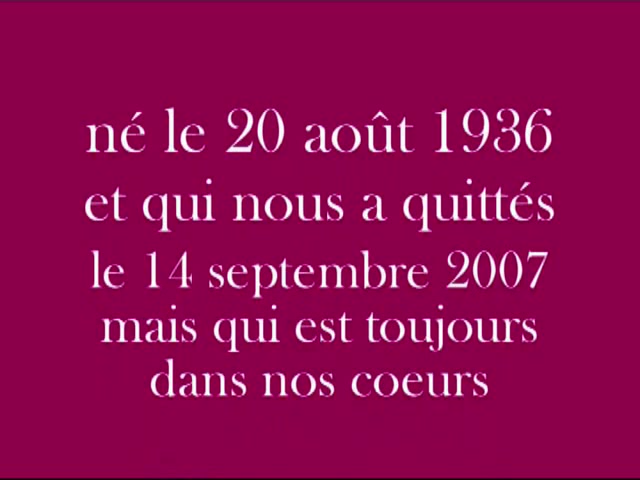 né le 20 août 1936
et qui nous a quittés
le 14 septembre 2007
mais qui est toujours
dans nos coeurs